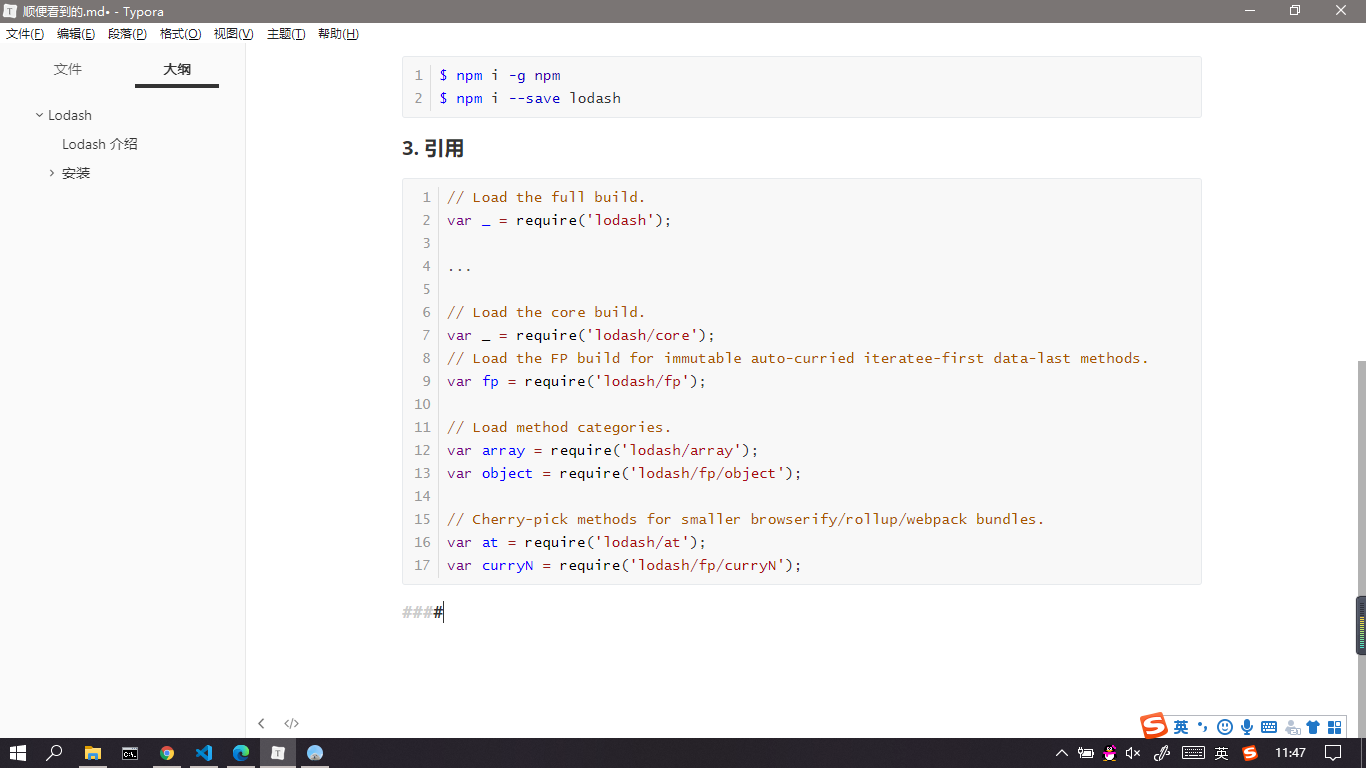 顺便看到的.md• - Typora
文件(F) 编辑(E) 段落(P) 格式(O) 视图(V) 主题(T) 帮助(H)
文件 大纲
Lodash
Lodash 介绍
安装
1 $ npm i -g npm
2 $ npm i --save lodash
3. 引用
1 // Load the full build.
2 var _ = require('lodash');
3
4 ...
5
6 // Load the core build.
7 var _ = require('lodash/core');
8 // Load the FP build for immutable auto-curried iteratee-first data-last methods.
9 var fp = require('lodash/fp');
10
11 // Load method categories.
12 var array = require('lodash/array');
13 var object = require('lodash/fp/object');
14
15 // Cherry-pick methods for smaller browserify/rollup/webpack bundles.
16 var at = require('lodash/at');
17 var curryN = require('lodash/fp/curryN');
#####
</> 
英
英 11:47